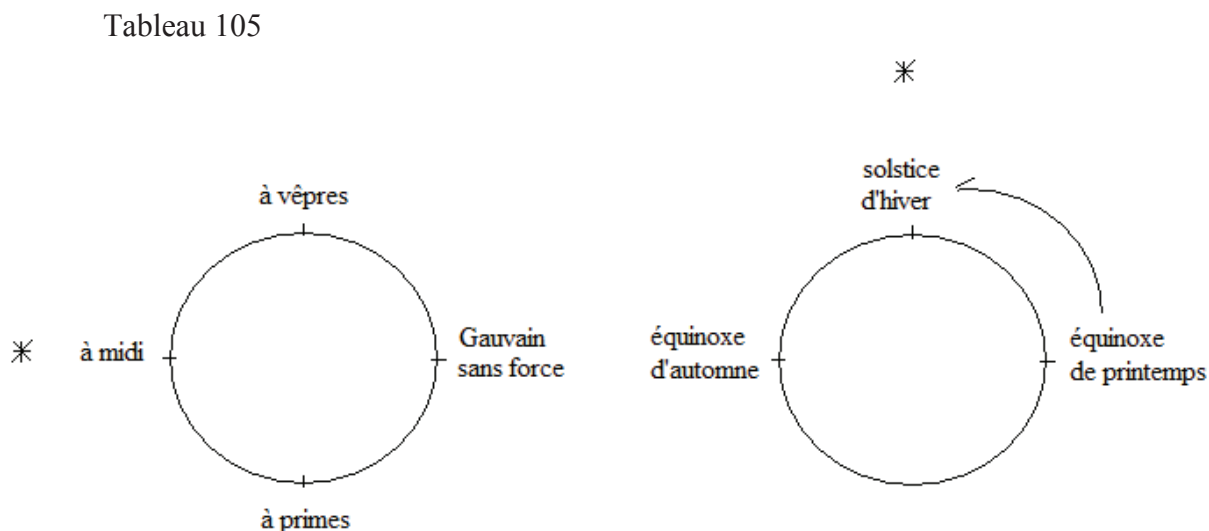 Tableau 105
à vêpres
à midi
Gauvain
sans force
à primes
solstice
d'hiver
équinoxe
d'automne
équinoxe
de printemps